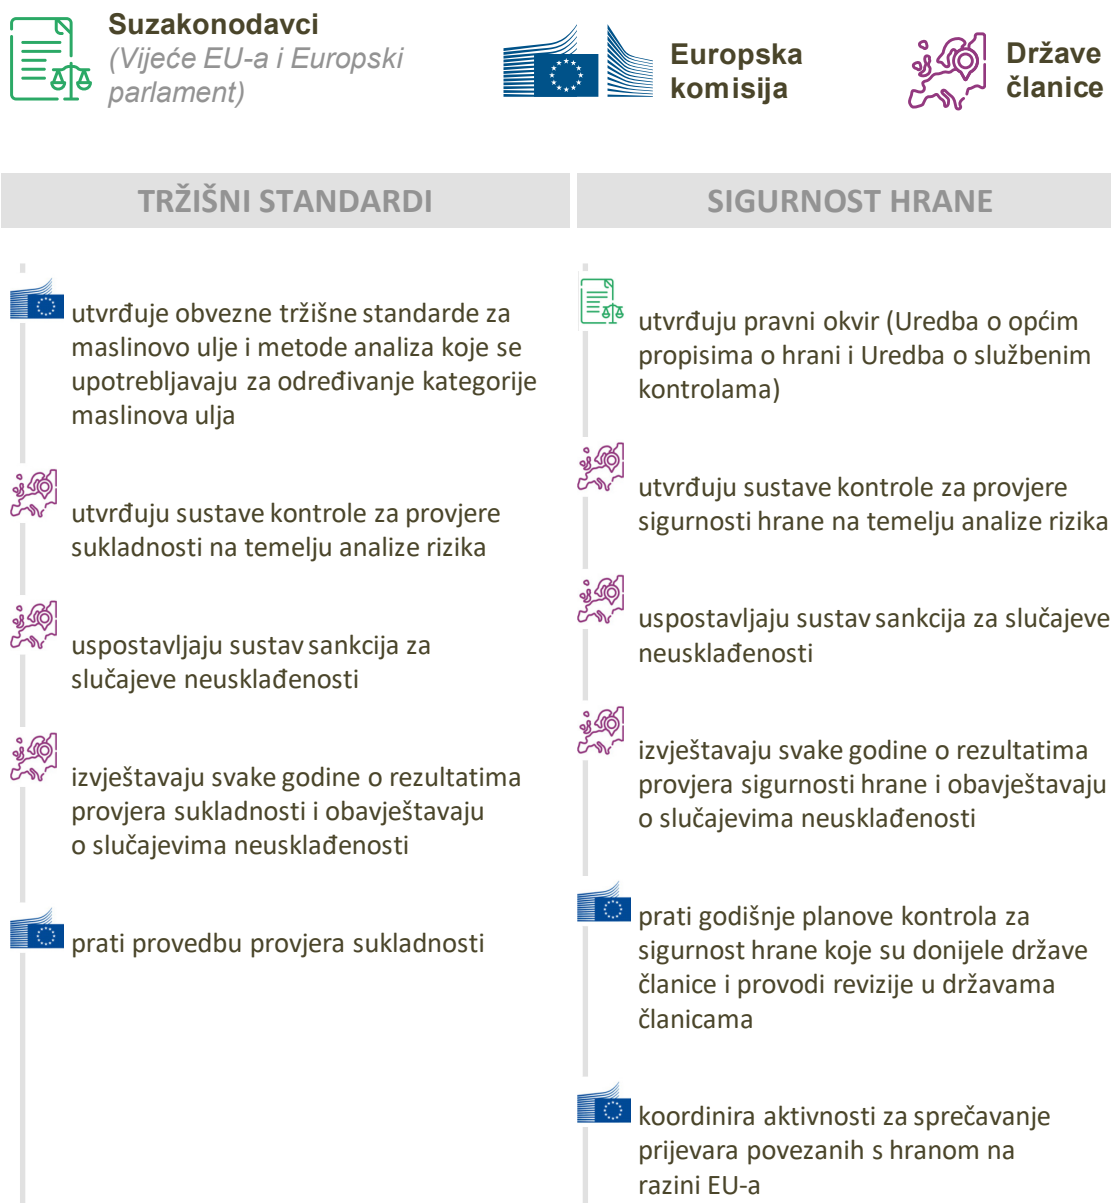 Suzakonodavci
(Vijeće EU-a i Europski
parlament)
Europska
komisija
Države
članice
TRŽIŠNI STANDARDI
utvrđuje obvezne tržišne standarde za
maslinovo ulje i metode analiza koje se
upotrebljavaju za određivanje kategorije
maslinova ulja
utvrđuju sustave kontrole za provjere
sukladnosti na temelju analize rizika
uspostavljaju sustav sankcija za
slučajeve neusklađenosti
izvještavaju svake godine o rezultatima
provjera sukladnosti i obavještavaju
o slučajevima neusklađenosti
prati provedbu provjera sukladnosti
SIGURNOST HRANE
utvrđuju pravni okvir (Uredba o općim
propisima o hrani i Uredba o službenim
kontrolama)
utvrđuju sustave kontrole za provjere
sigurnosti hrane na temelju analize rizika
uspostavljaju sustav sankcija za slučajeve
neusklađenosti
izvještavaju svake godine o rezultatima
provjera sigurnosti hrane i obavještavaju
o slučajevima neusklađenosti
prati godišnje planove kontrola za
sigurnost hrane koje su donijele države
članice i provodi revizije u državama
članicama
koordinira aktivnosti za sprečavanje
prijevara povezanih s hranom na
razini EU-a